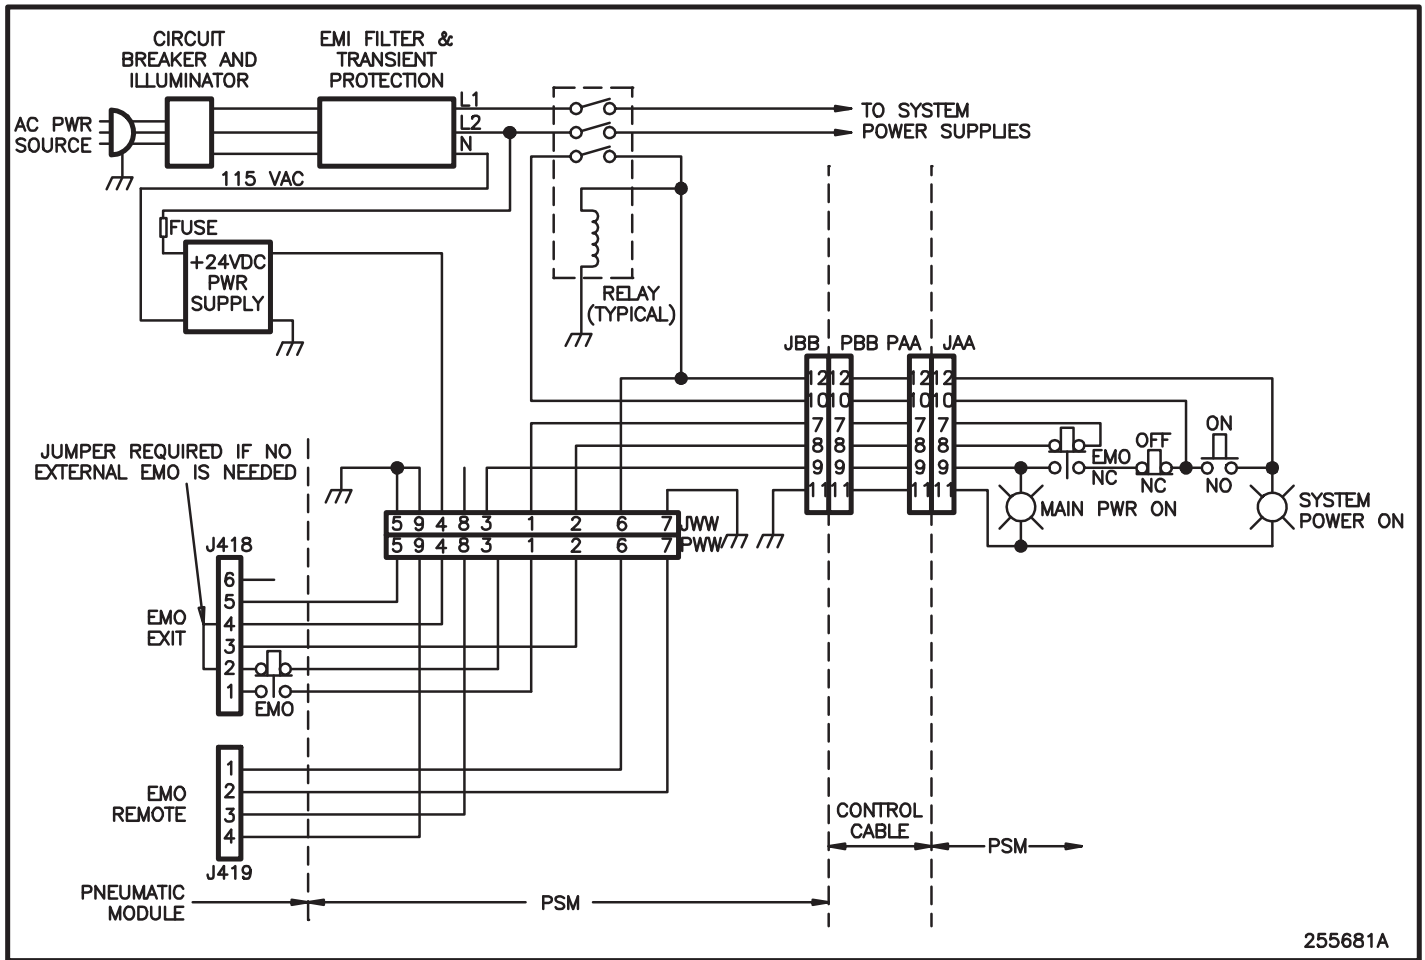 CIRCUIT
BREAKER AND
ILLUMINATOR
EMI FILTER &
TRANSIENT
PROTECTION
AC PWR
SOURCE
L1
L2
N
TO SYSTEM
POWER SUPPLIES
115 VAC
FUSE
+24VDC
PWR
SUPPLY
RELAY
(TYPICAL)
JBB PBB PAA JAA
12 12 12 12
10 10 10 10
7 7 7 7
8 8 8 8
9 9 9 9
11 11 11 11
EMO
NC
OFF
NC
ON
NO
MAIN PWR ON
SYSTEM
POWER ON
JUMPER REQUIRED IF NO
EXTERNAL EMO IS NEEDED
5 9 4 8 3 1 2 6 7 JWW
5 9 4 8 3 1 2 6 7 PWW
J418
6
5
4
3
2
1
EMO
EXIT
EMO
1
2
3
4
EMO
REMOTE
J419
CONTROL
CABLE
PSM
PNEUMATIC
MODULE
PSM
255681A